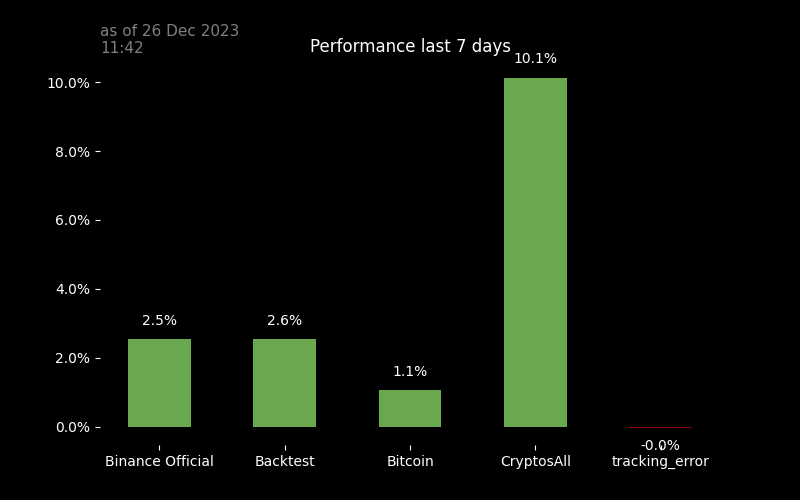 as of 26 Dec 2023
11:42
Performance last 7 days
10.1%
10.0%
8.0%
6.0%
4.0%
2.5%
2.6%
2.0%
1.1%
0.0%
-0.0%
Binance Official
Backtest
Bitcoin
CryptosAll
tracking_error